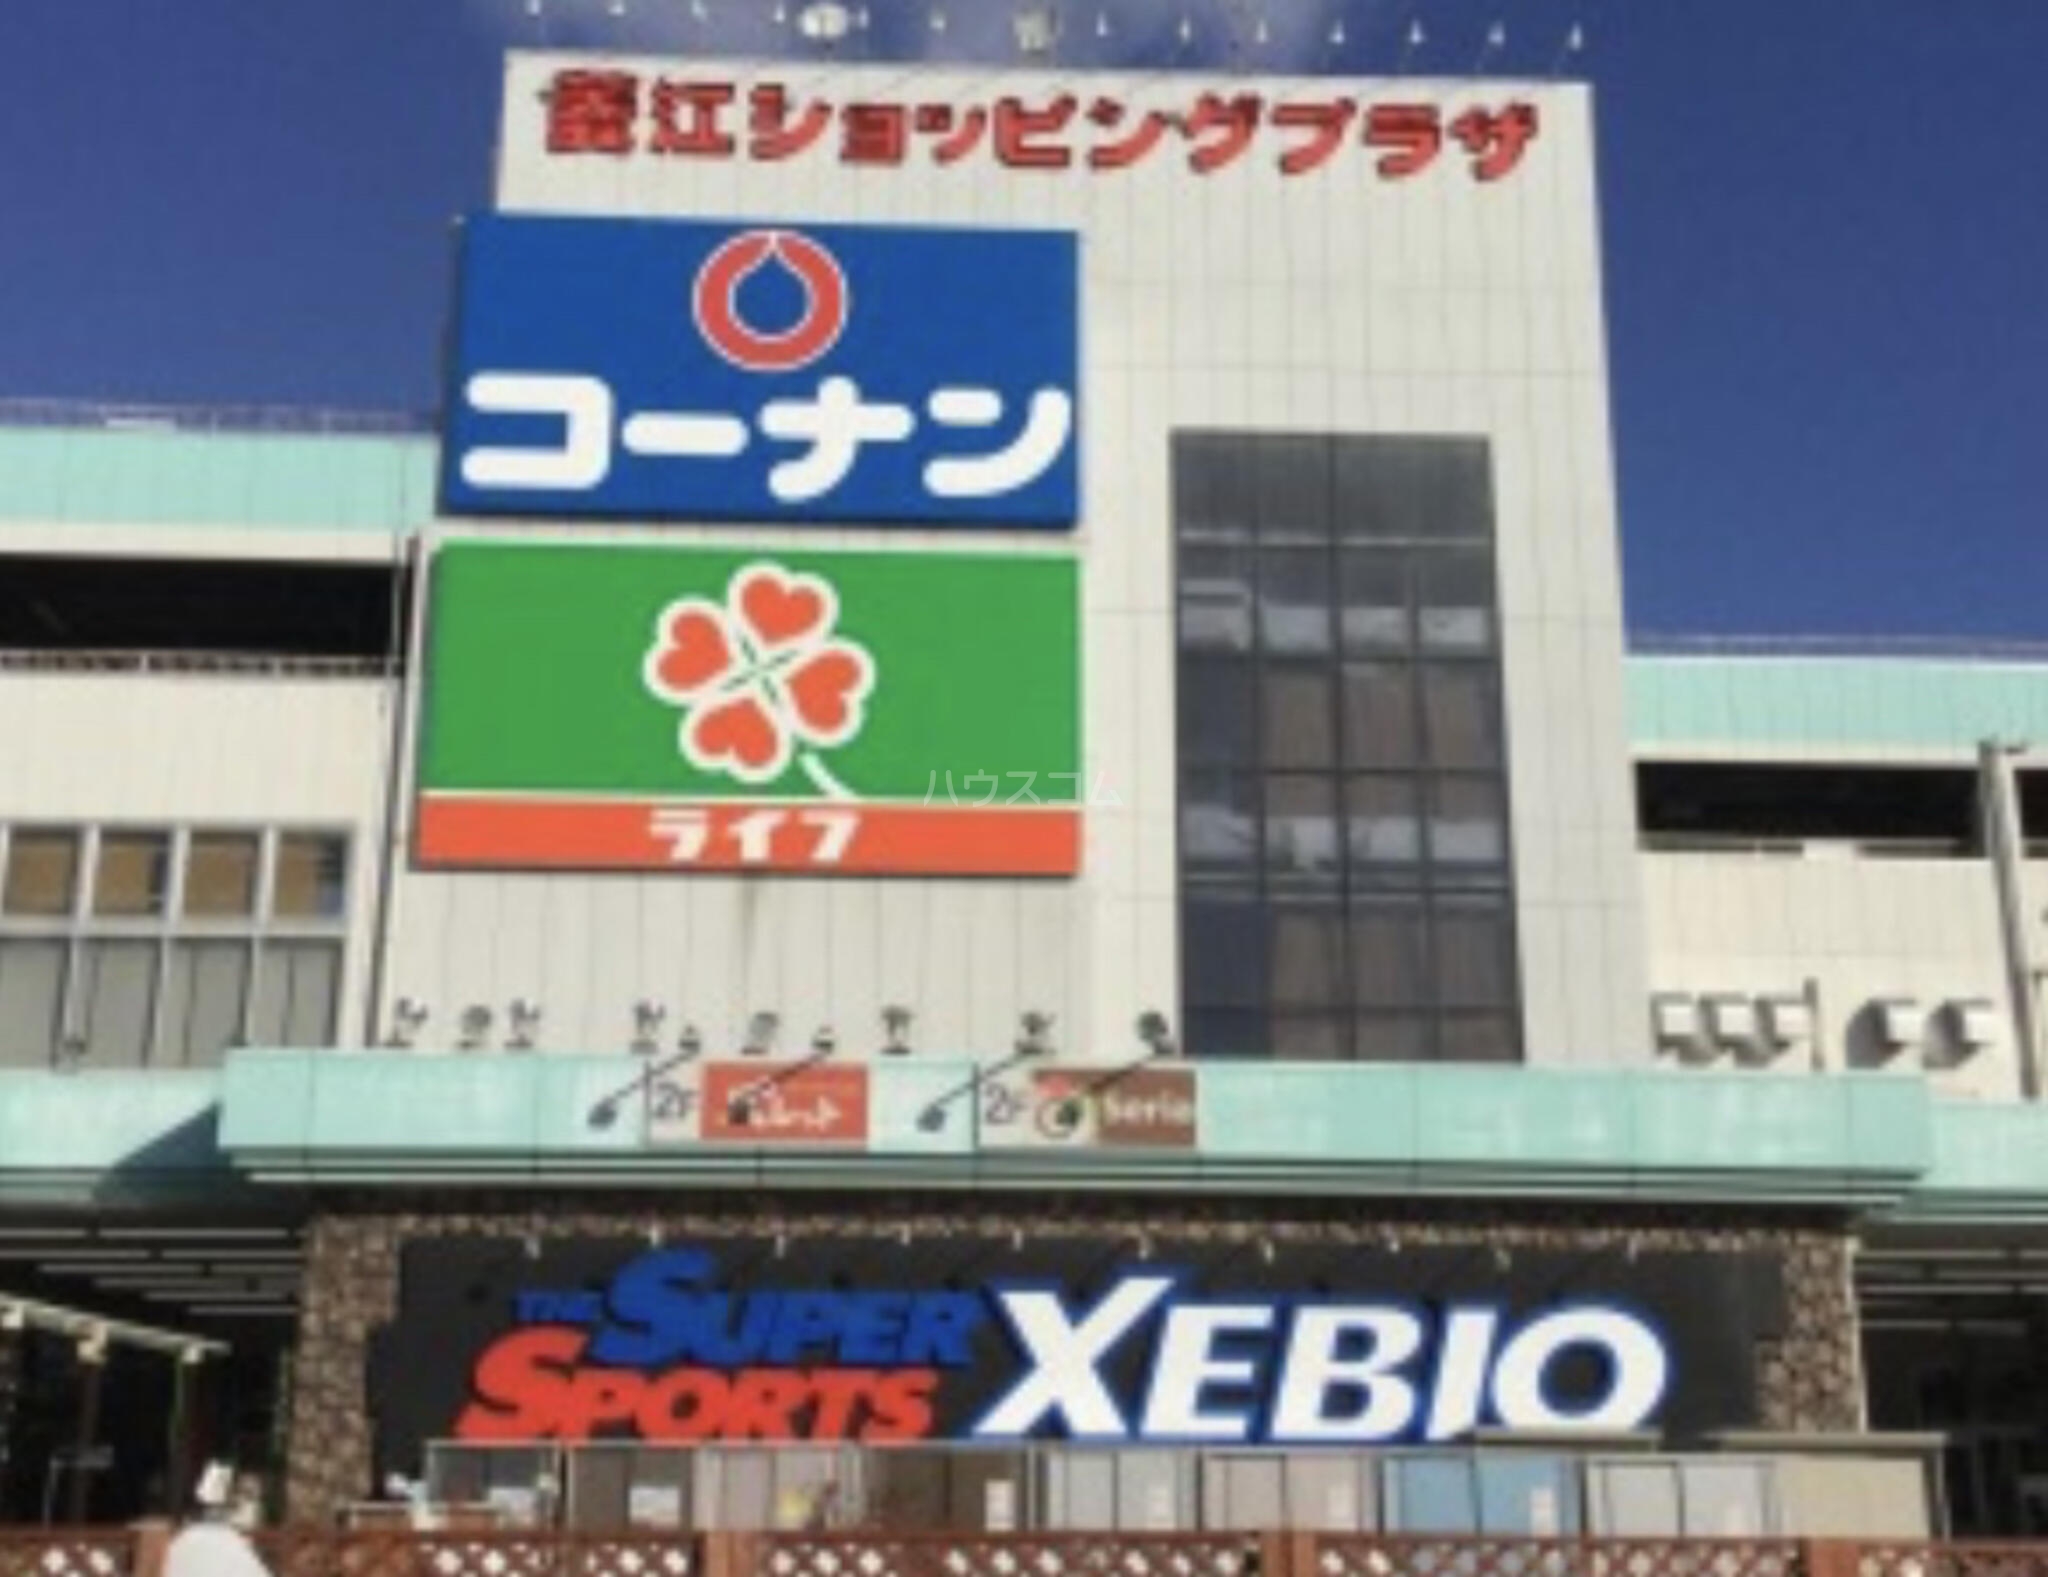 菱江ショッピングプラザ
コーナン
ライフ
ハウスコム
2F
2F Seria
THE SUPER SPORTS XEBIO